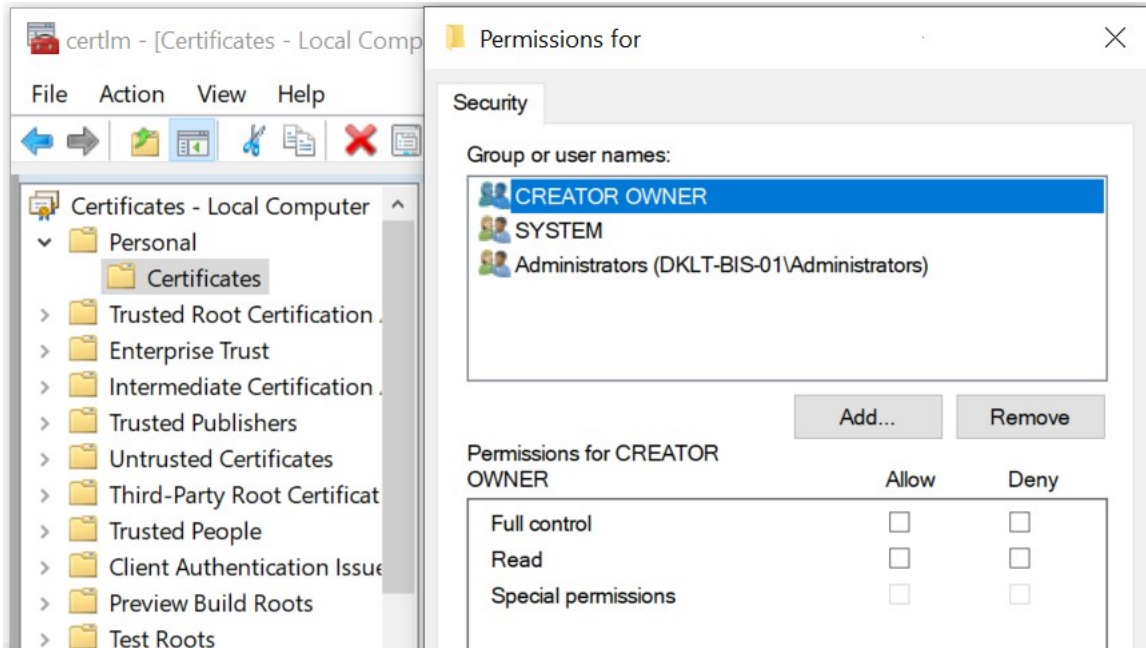 certlm - [Certificates - Local Comp
File Action View Help
Certificates - Local Computer
Personal
Certificates
Trusted Root Certification
Enterprise Trust
Intermediate Certification
Trusted Publishers
Untrusted Certificates
Third-Party Root Certificat
Trusted People
Client Authentication Issue
Preview Build Roots
Test Roots
Permissions for
Security
Group or user names:
CREATOR OWNER
SYSTEM
Administrators (DKLT-BIS-01\Administrators)
Add... Remove
Permissions for CREATOR
OWNER Allow Deny
Full control
Read
Special permissions